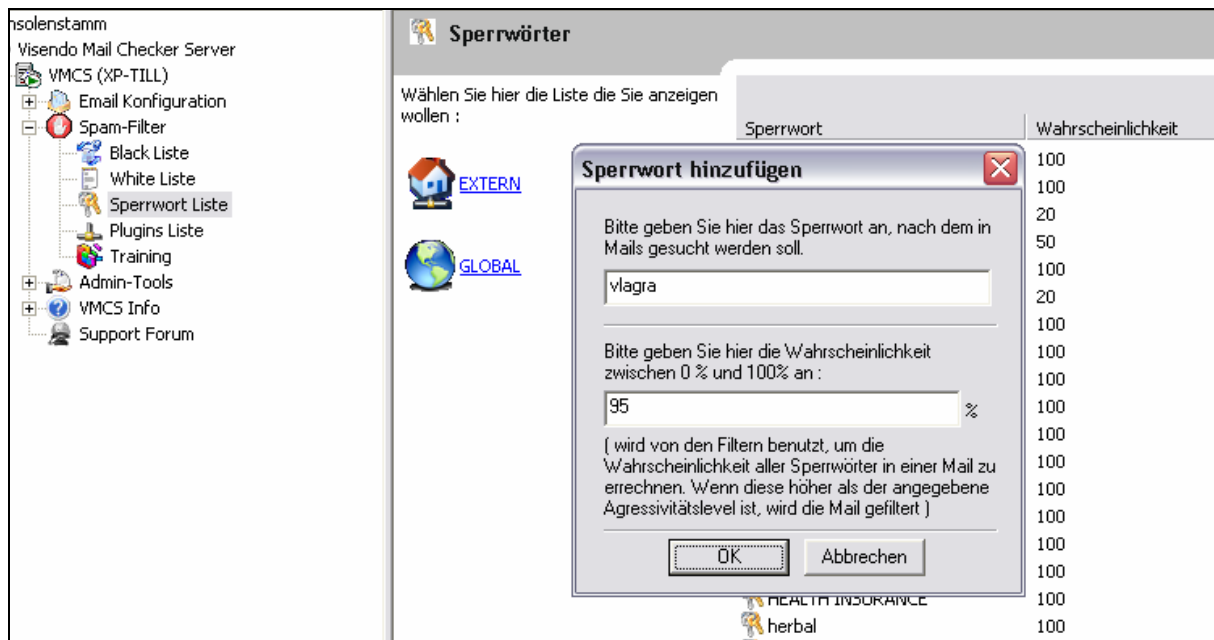 nsolenstamm
Visendo Mail Checker Server
VMCS (XP-TILL)
Email Konfiguration
Spam-Filter
Black Liste
White Liste
Sperrwort Liste
Plugins Liste
Training
Admin-Tools
VMCS Info
Support Forum
Sperrwörter
Wählen Sie hier die Liste die Sie anzeigen
wollen :
EXTERN
GLOBAL
Sperrwort Wahrscheinlichkeit
100
100
20
50
100
20
100
100
100
100
100
100
100
100
100
100
HEALTH INSURANCE 100
herbal 100
Sperrwort hinzufügen
Bitte geben Sie hier das Sperrwort an, nach dem in
Mails gesucht werden soll.
vlagra
Bitte geben Sie hier die Wahrscheinlichkeit
zwischen 0 % und 100% an :
95 %
( wird von den Filtern benutzt, um die
Wahrscheinlichkeit aller Sperrwörter in einer Mail zu
errechnen. Wenn diese höher als der angegebene
Agressivitätslevel ist, wird die Mail gefiltert )
OK Abbrechen